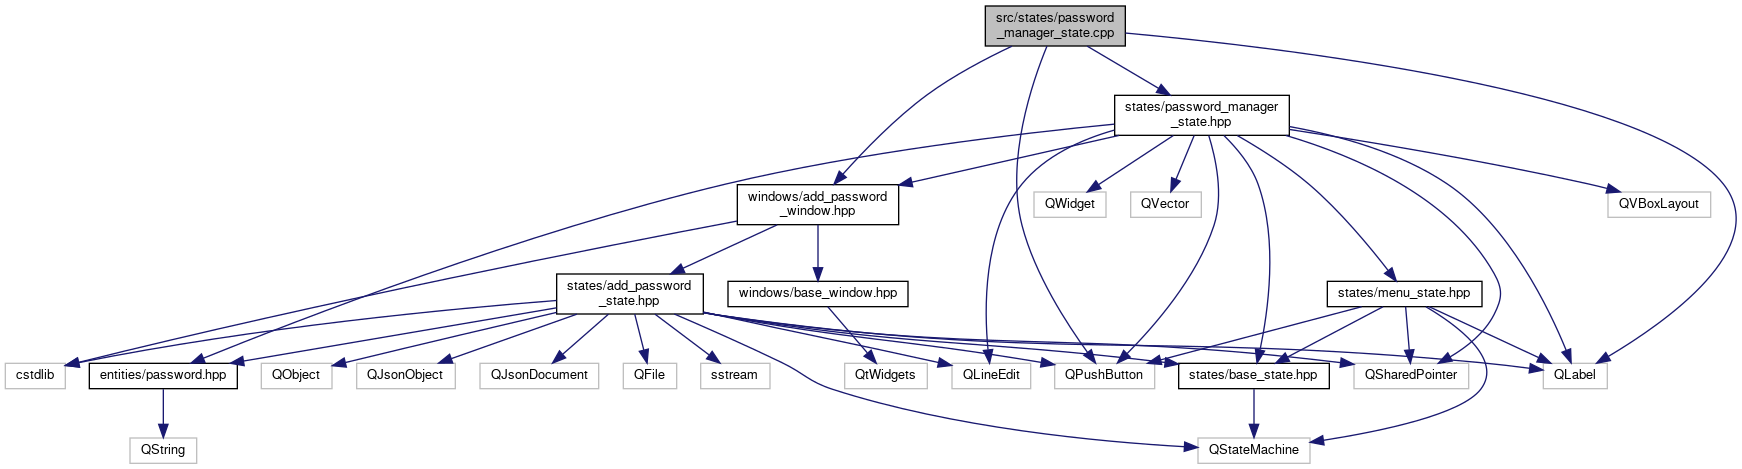 src/states/password
_manager_state.cpp
states/password_manager
_state.hpp
windows/add_password
_window.hpp
QWidget
QVector
QVBoxLayout
states/add_password
_state.hpp
windows/base_window.hpp
states/menu_state.hpp
cstdlib
entities/password.hpp
QObject
QJsonObject
QJsonDocument
QFile
sstream
QtWidgets
QLineEdit
QPushButton
states/base_state.hpp
QSharedPointer
QLabel
QString
QStateMachine